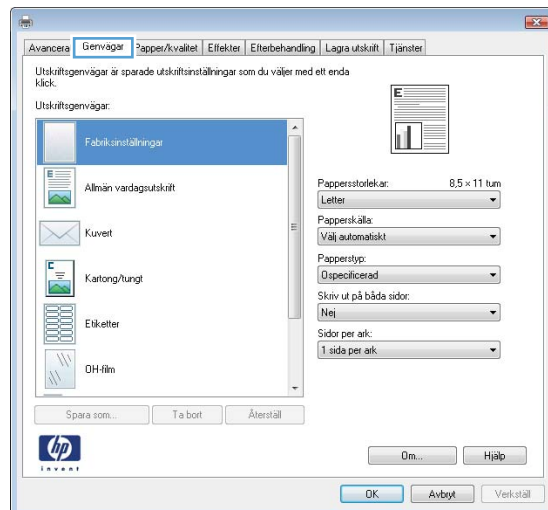 Avancera Genvägar Papper/kvalitet Effekter Efterbehandling Lagra utskrift Tjänster
Utskriftsgenvägar är sparade utskriftsinställningar som du väljer med ett enda
klick.
Utskriftsgenvägar:
Fabriksinställningar
Allmän vardagsutskrift
Kuvert
Kartong/tungt
Etiketter
OH-film
Spara som... Ta bort Återställ
E
Pappersstorlekar: 8,5 × 11 tum
Letter
Papperskälla:
Välj automatiskt
Papperstyp:
Ospecificerad
Skriv ut på båda sidor:
Nej
Sidor per ark:
1 sida per ark
hp
invent
Om... Hjälp
OK Avbryt Verkställ